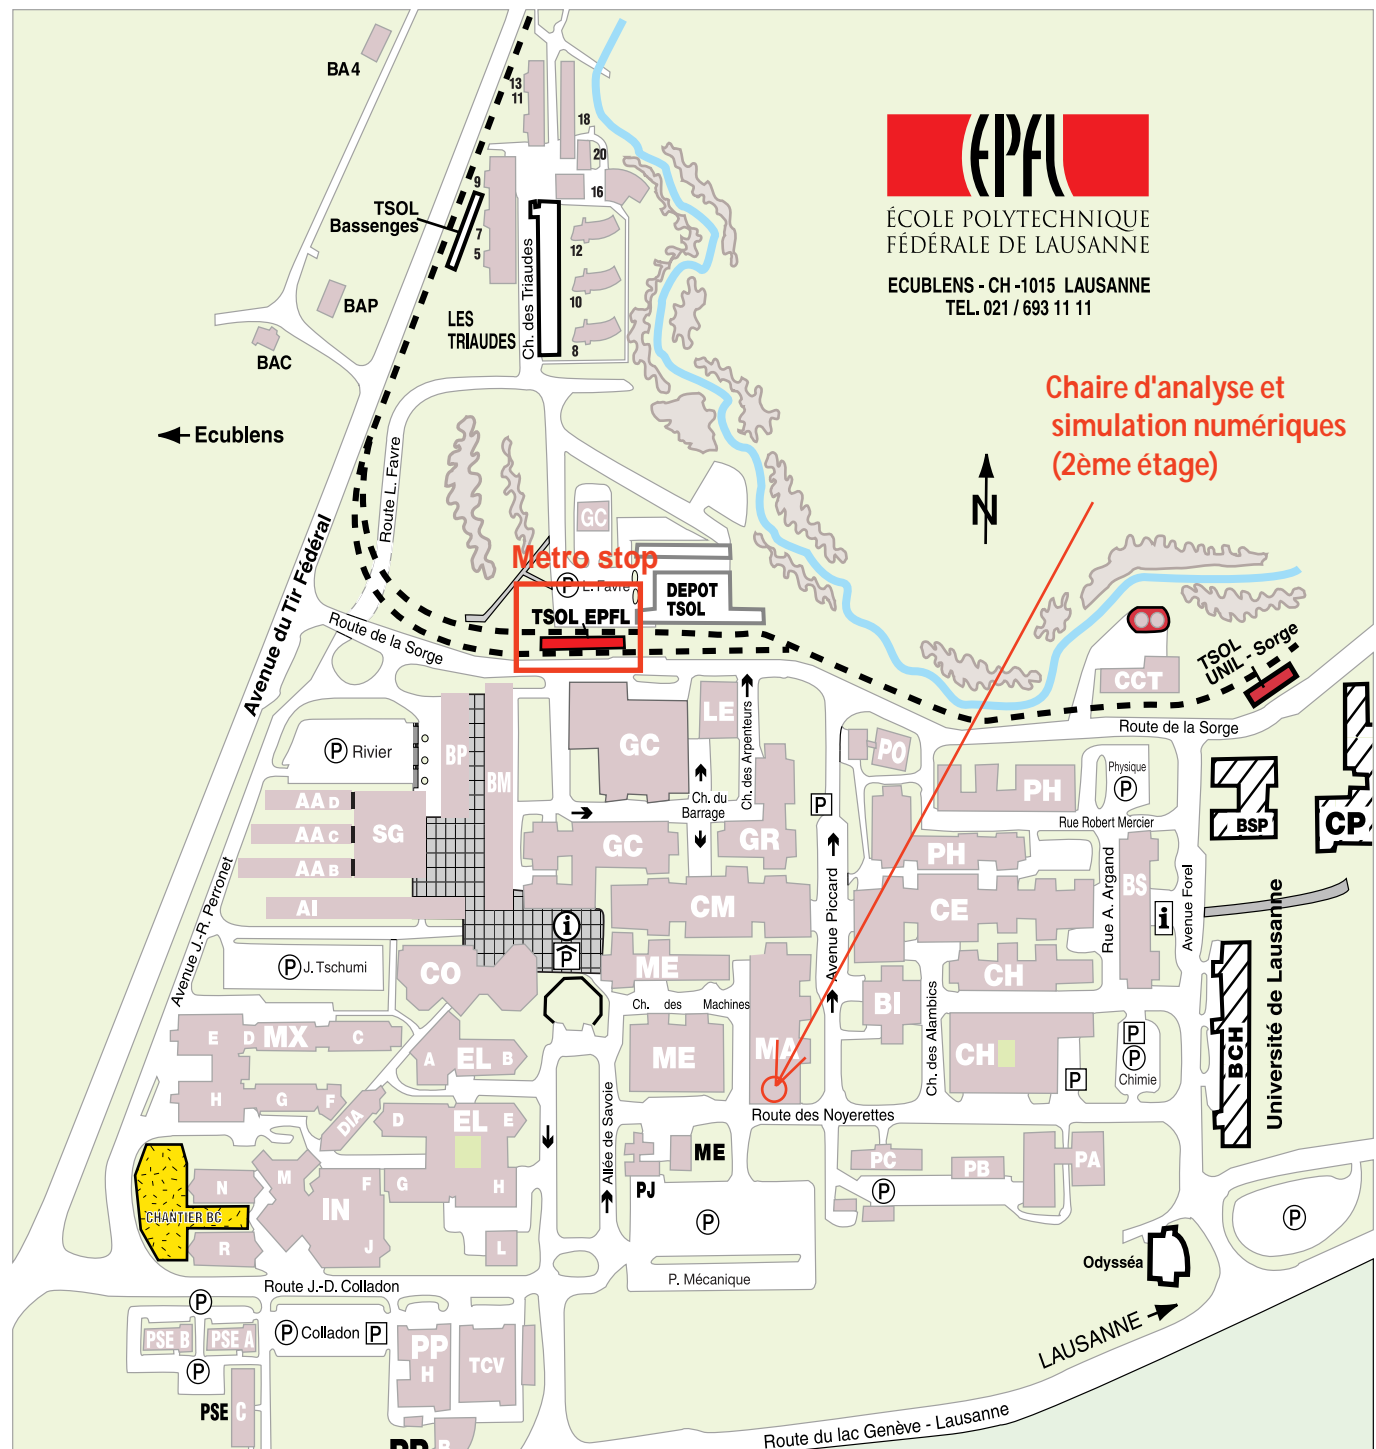 BA4
13
11
18
20
9
16
TSOL
Bassenges
7
5
12
Ch. des Triaudes
10
8
BAP
LES
TRIAUDES
BAC
EPFL
ÉCOLE POLYTECHNIQUE
FÉDÉRALE DE LAUSANNE
ECUBLENS - CH -1015 LAUSANNE
TEL. 021 / 693 11 11
Chaire d'analyse et
simulation numériques
(2ème étage)
Ecublens
Route L. Favre
N
Avenue du Tir Fédéral
GC
Metro stop
P L. Favre
DEPOT
TSOL
TSOL EPFL
Route de la Sorge
TSOL
UNIL - Sorge
CCT
Route de la Sorge
LE
Ch. des Arpenteurs
GC
BP
BM
P Rivier
PO
PH
Physique
P
AA D
AA C
AA B
SG
Ch. du
Barrage
P
Rue Robert Mercier
BSP
CP
GC
GR
PH
BS
Rue A. Argand
Avenue J.-R. Perronet
AI
CM
CE
Avenue Piccard
i
i
Avenue Forel
P
P J. Tschumi
CO
ME
CH
BI
Ch. des Machines
Ch. des Alambics
Université de Lausanne
BCH
E
D
MX
C
A
EL
B
ME
MA
CH
P
P
Chimie
P
H
G
F
DIA
D
EL
E
Route des Noyerettes
Allée de Savoie
ME
PJ
PC
PB
PA
P
N
M
F
G
H
CHANTIER BC
IN
R
J
L
P
P
P. Mécanique
Odysséa
Route J.-D. Colladon
P
PSE B
PSE A
P Colladon P
PP
H
TCV
P
LAUSANNE
PSE C
PP B
Route du lac Genève - Lausanne